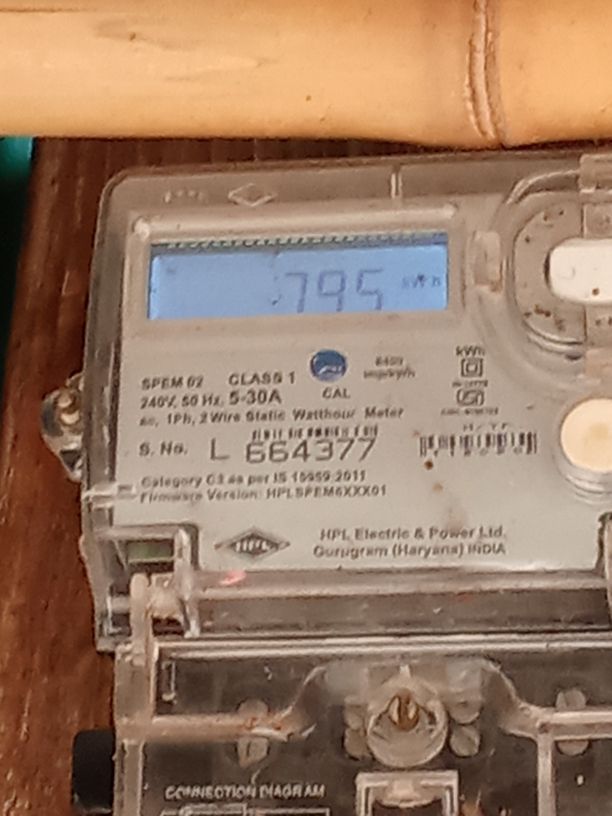 795 kWh
SPEM 02 CLASS 1
CAL
240V, 50 Hz, 5-30A
ac, 1Ph, 2 Wire Static Watthour Meter
kWh
S. No. L 664377
Category C3 as per IS 15959:2011
Firmware Version: HPLSPEM6XXX01
HPL
HPL Electric & Power Ltd.
Gurugram (Haryana) INDIA
CONNECTION DIAGRAM